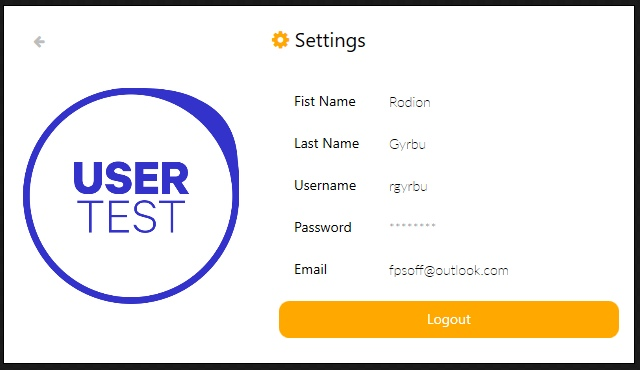 Settings
USER
TEST
Fist Name Rodion
Last Name Gyrbu
Username rgyrbu
Password ********
Email fpsoff@outlook.com
Logout